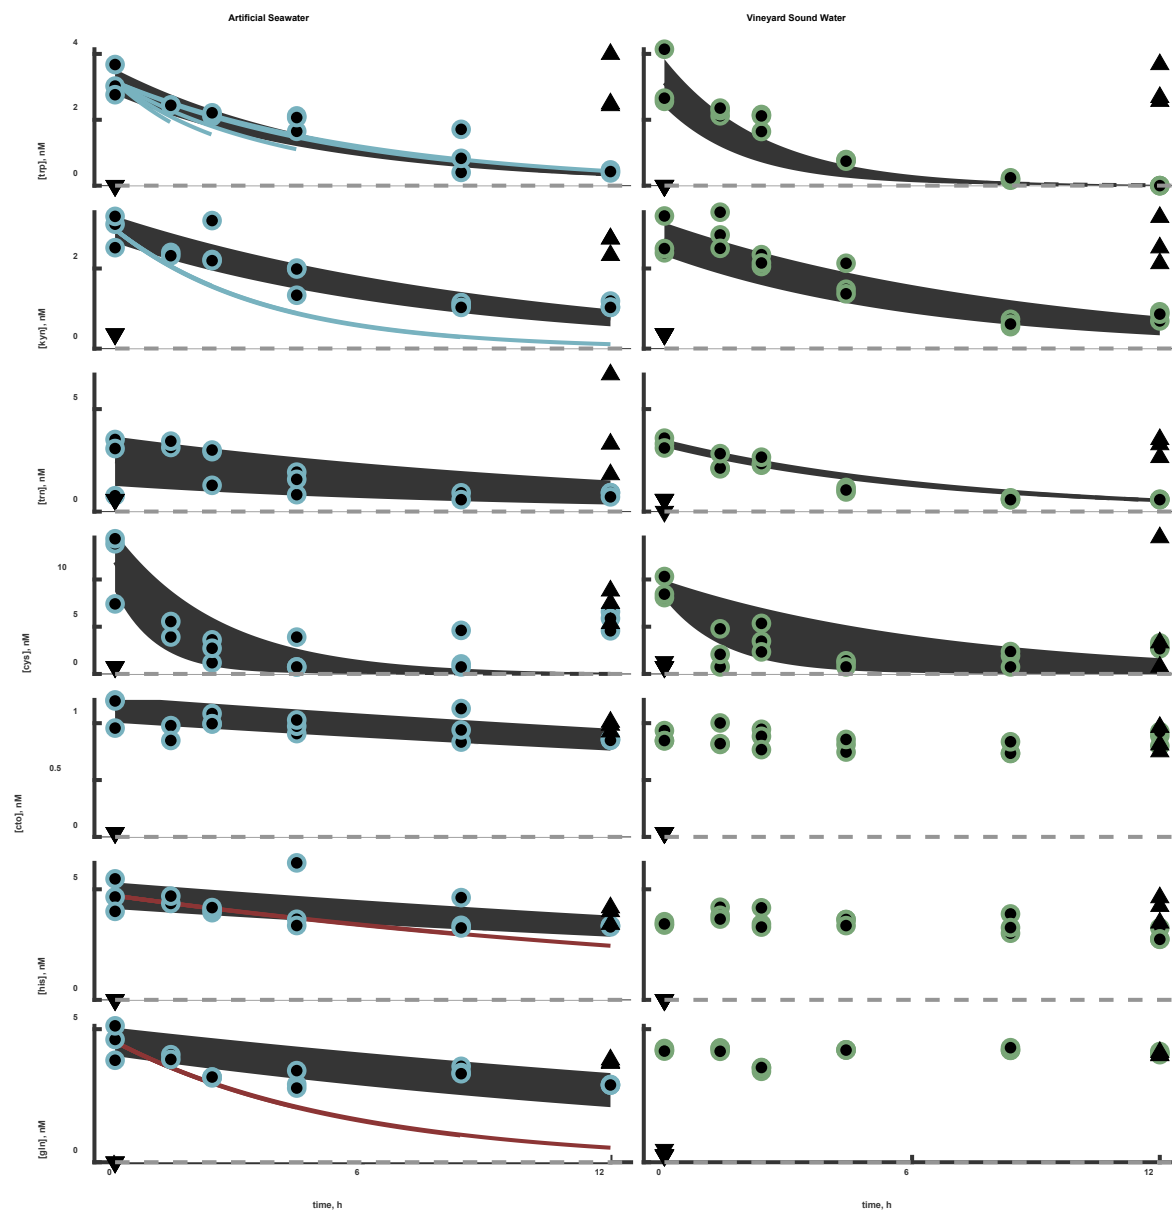 Artificial Seawater
Vineyard Sound Water
4
2
0
[trp], nM
2
0
[kyn], nM
5
0
[trn], nM
10
5
0
[cys], nM
1
0.5
0
[cto], nM
5
0
[his], nM
5
0
[gln], nM
0
6
12
0
6
12
time, h
time, h